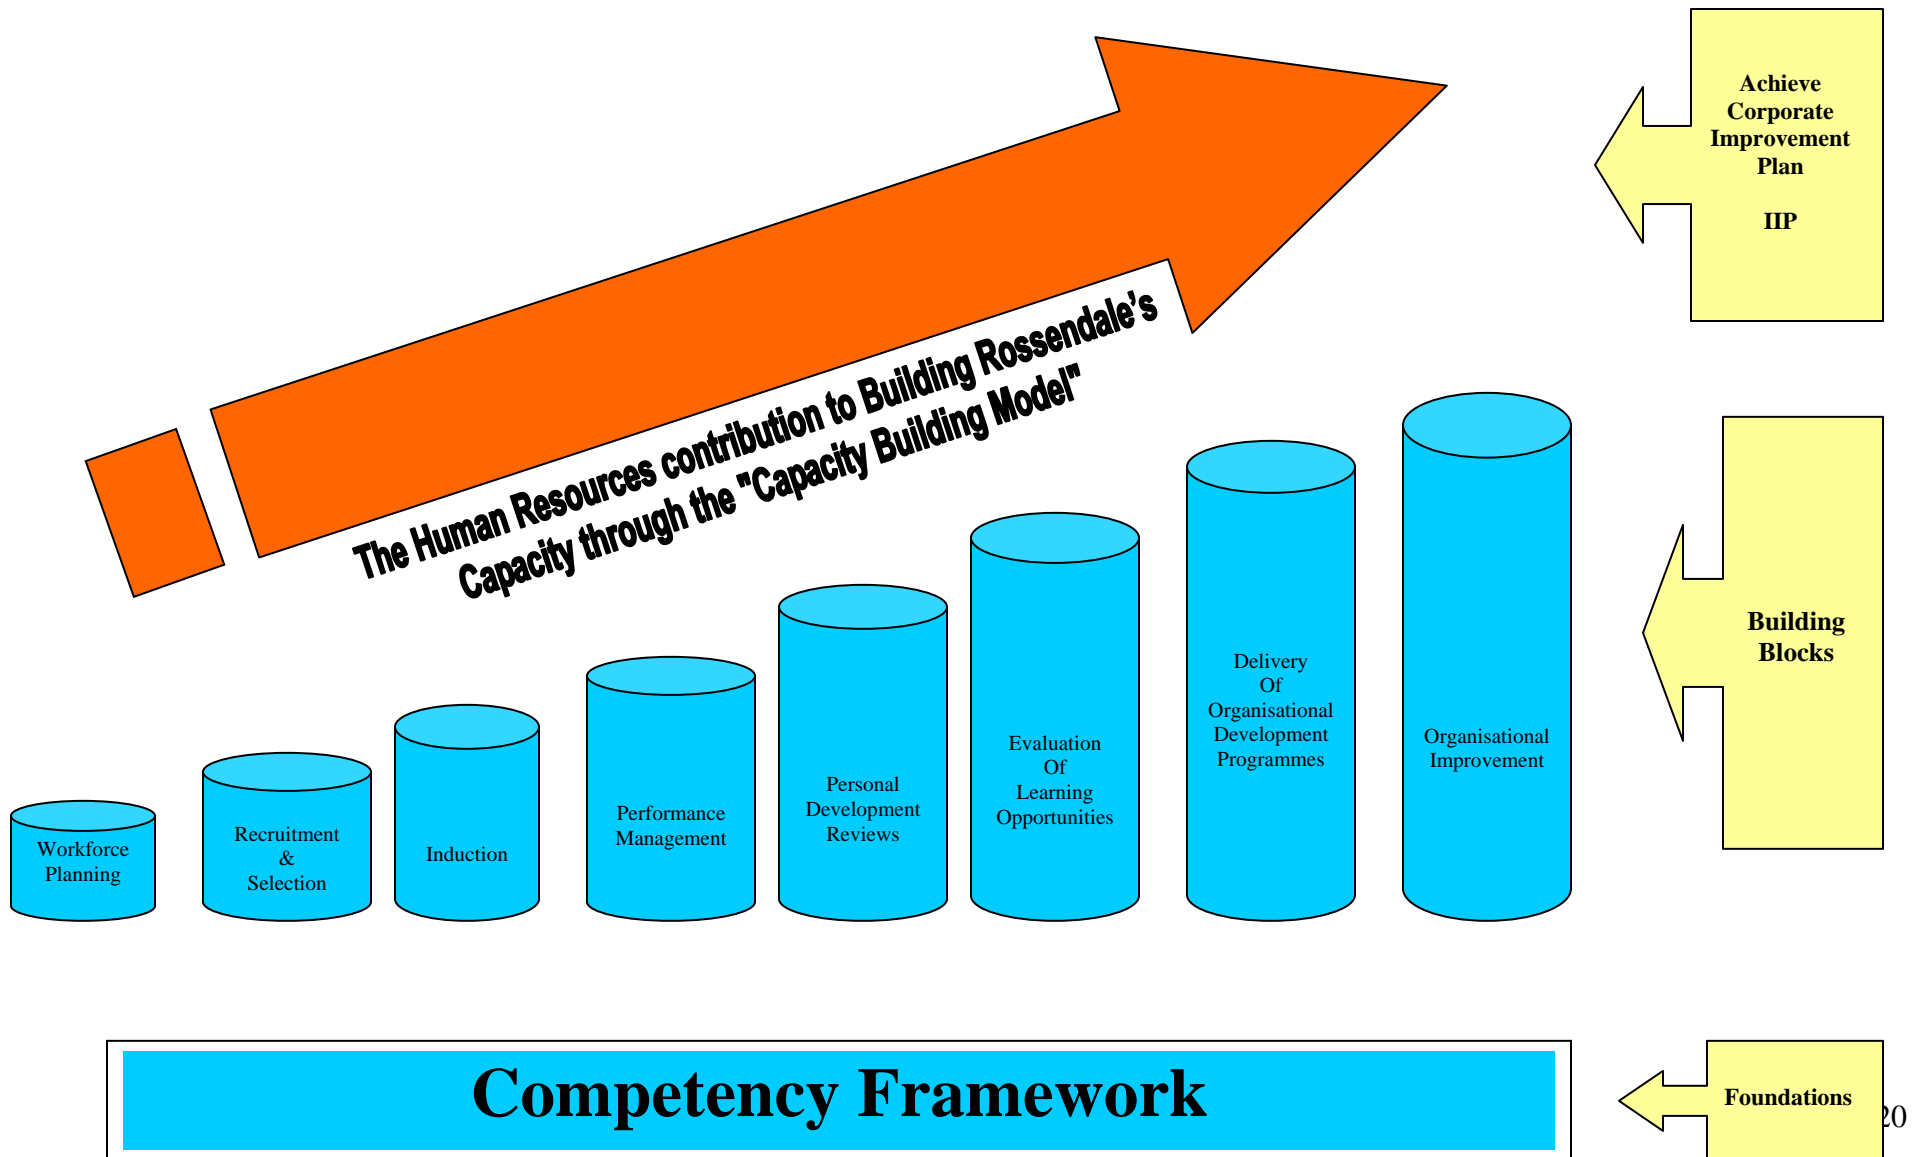 Achieve
Corporate
Improvement
Plan
IIP
The Human Resources contribution to Building Rossendale's
Capacity through the "Capacity Building Model"
Building
Blocks
Workforce
Planning
Recruitment
&
Selection
Induction
Performance
Management
Personal
Development
Reviews
Evaluation
Of
Learning
Opportunities
Delivery
Of
Organisational
Development
Programmes
Organisational
Improvement
Competency Framework
Foundations
20